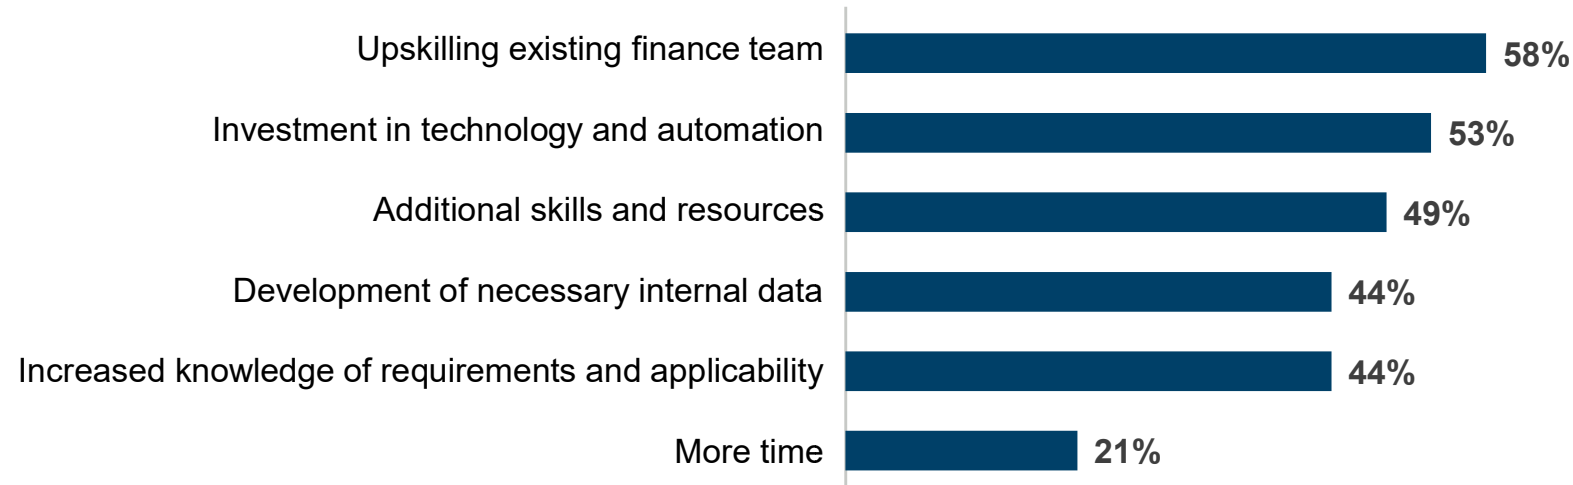 Upskilling existing finance team 58%
Investment in technology and automation 53%
Additional skills and resources 49%
Development of necessary internal data 44%
Increased knowledge of requirements and applicability 44%
More time 21%